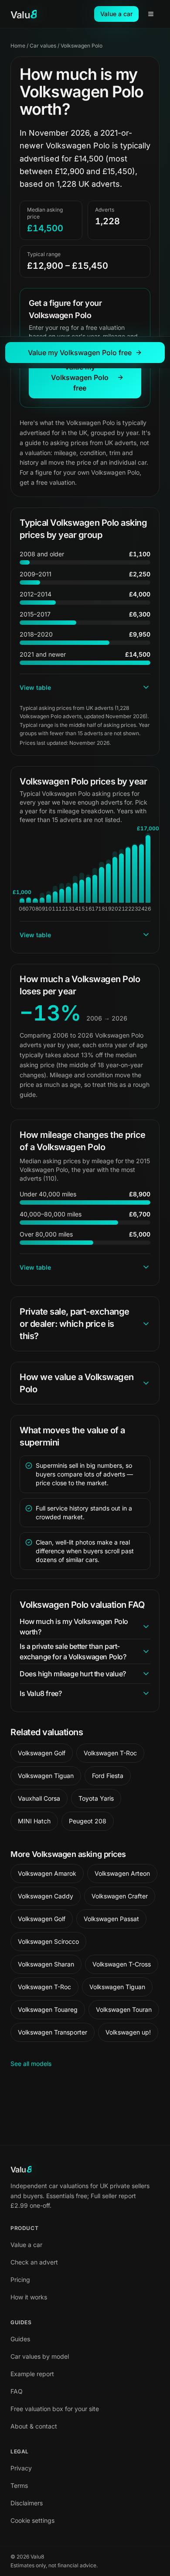 Valu8
Value a car
Home / Car values / Volkswagen Polo
How much is my
Volkswagen Polo
worth?
In November 2026, a 2021-or-
newer Volkswagen Polo is typically
advertised for £14,500 (most
between £12,900 and £15,450),
based on 1,228 UK adverts.
Median asking
price
£14,500
Adverts
1,228
Typical range
£12,900 – £15,450
Get a figure for your
Volkswagen Polo
Enter your reg for a free valuation
Value my Volkswagen Polo free →
Volkswagen Polo →
free
Here's what the Volkswagen Polo is typically
advertised for in the UK, grouped by year. It's
a guide to asking prices from UK adverts, not
a valuation: mileage, condition, trim and
history all move the price of an individual car.
For a figure for your own Volkswagen Polo,
get a free valuation.
Typical Volkswagen Polo asking
prices by year group
2008 and older £1,100
2009–2011 £2,250
2012–2014 £4,000
2015–2017 £6,300
2018–2020 £9,950
2021 and newer £14,500
View table
Typical asking prices from UK adverts (1,228
Volkswagen Polo adverts, updated November 2026).
Typical range is the middle half of asking prices. Year
groups with fewer than 15 adverts are not shown.
Prices last updated: November 2026.
Volkswagen Polo prices by year
Typical Volkswagen Polo asking prices for each
year we have enough adverts for. Pick
a year for its mileage breakdown. Years with
fewer than 15 adverts are not listed.
£17,000
£1,000
View table
How much a Volkswagen Polo
loses per year
−13% 2006 → 2026
Comparing 2006 to 2026 Volkswagen Polo
adverts year by year, each extra year of age
typically takes about 13% off the median
asking price (the middle of 18 year-on-year
changes). Mileage and condition move the
price as much as age, so treat this as a rough
guide.
How mileage changes the price
of a Volkswagen Polo
Median asking prices by mileage for the 2015
Volkswagen Polo, the year with the most
adverts (110).
Under 40,000 miles £8,900
40,000–80,000 miles £6,700
Over 80,000 miles £5,000
View table
Private sale, part-exchange
or dealer: which price is
this?
How we value a Volkswagen
Polo
What moves the value of a
supermini
Superminis sell in big numbers, so
buyers compare lots of adverts —
price close to the market.
Full service history stands out in a
crowded market.
Clean, well-lit photos make a real
difference when buyers scroll past
dozens of similar cars.
Volkswagen Polo valuation FAQ
How much is my Volkswagen Polo
worth?
Is a private sale better than part-
exchange for a Volkswagen Polo?
Does high mileage hurt the value?
Is Valu8 free?
Related valuations
Volkswagen Golf
Volkswagen T-Roc
Volkswagen Tiguan
Ford Fiesta
Vauxhall Corsa
Toyota Yaris
MINI Hatch
Peugeot 208
More Volkswagen asking prices
Volkswagen Amarok
Volkswagen Arteon
Volkswagen Caddy
Volkswagen Crafter
Volkswagen Golf
Volkswagen Passat
Volkswagen Scirocco
Volkswagen Sharan
Volkswagen T-Cross
Volkswagen T-Roc
Volkswagen Tiguan
Volkswagen Touareg
Volkswagen Touran
Volkswagen Transporter
Volkswagen up!
See all models
Valu8
Independent car valuations for UK private sellers
and buyers. Essentials free; Full seller report
£2.99 one-off.
PRODUCT
Value a car
Check an advert
Pricing
How it works
GUIDES
Guides
Car values by model
Example report
FAQ
Free valuation box for your site
About & contact
LEGAL
Privacy
Terms
Disclaimers
Cookie settings
© 2026 Valu8
Estimates only, not financial advice.